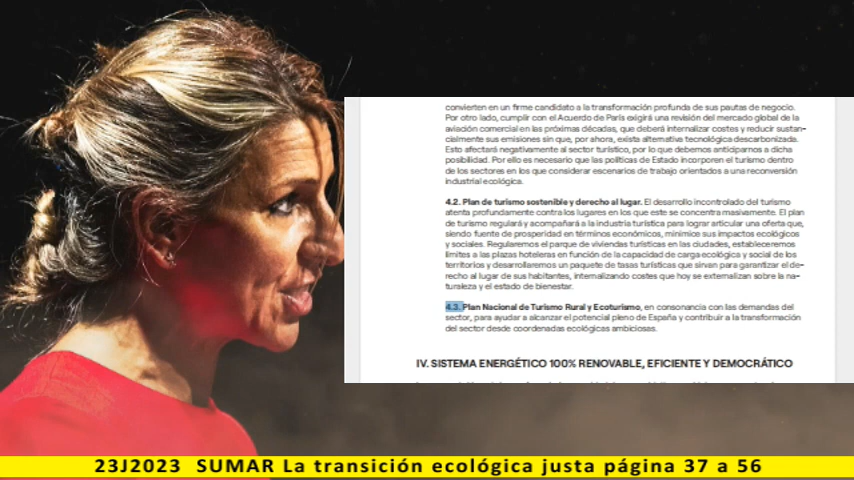 convierten en un firme candidato a la transformación profunda de sus pautas de negocio.
Por otro lado, cumplir con el Acuerdo de París exigirá una revisión del mercado global de la
aviación comercial en las próximas décadas, que deberá internalizar costes y reducir sustan-
cialmente sus emisiones sin que, por ahora, exista alternativa tecnológica descarbonizada.
Esto afectará negativamente al sector turístico, por lo que debemos anticiparnos a dicha
posibilidad. Por ello es necesario que las políticas de Estado incorporen el turismo dentro
de los sectores en los que considerar escenarios de trabajo orientados a una reconversión
industrial ecológica.
4.2. Plan de turismo sostenible y derecho al lugar. El desarrollo incontrolado del turismo
atenta profundamente contra los lugares en los que este se concentra masivamente. El plan
de turismo regulará y acompañará a la industria turística para lograr articular una oferta que,
siendo fuente de prosperidad en términos económicos, minimice sus impactos ecológicos
y sociales. Regularemos el parque de viviendas turísticas en las ciudades, estableceremos
límites a las plazas hoteleras en función de la capacidad de carga ecológica y social de los
territorios y desarrollaremos un paquete de tasas turísticas que sirvan para garantizar el de-
recho al lugar de sus habitantes, internalizando costes que hoy se externalizan sobre la na-
turaleza y el estado de bienestar.
4.3. Plan Nacional de Turismo Rural y Ecoturismo, en consonancia con las demandas del
sector, para ayudar a alcanzar el potencial pleno de España y contribuir a la transformación
del sector desde coordenadas ecológicas ambiciosas.
IV. SISTEMA ENERGÉTICO 100% RENOVABLE, EFICIENTE Y DEMOCRÁTICO
23J2023 SUMAR La transición ecológica justa página 37 a 56